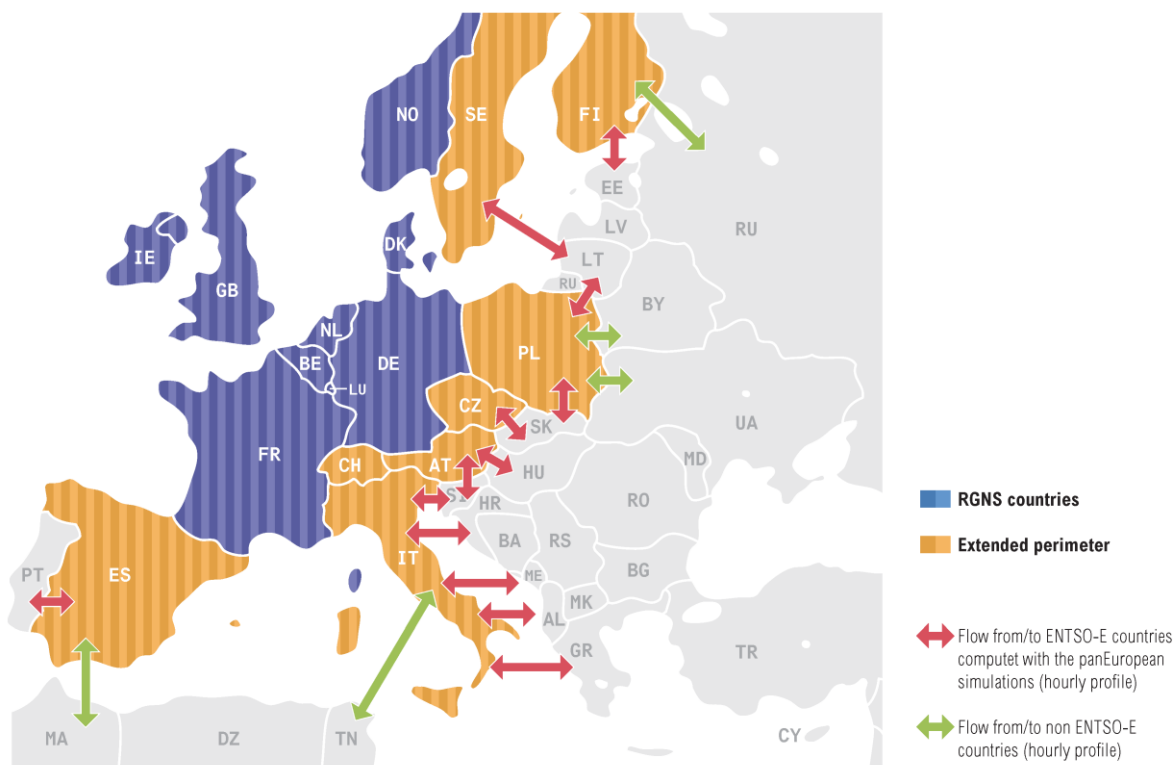 NO
SE
FI
EE
RU
LV
DK
IE
LT
RU
GB
BY
NL
PL
BE
DE
LU
CZ
UA
SK
FR
CH
AT
HU
MD
SI
HR
RO
RGNS countries
BA
RS
Extended perimeter
IT
PT
ES
ME
BG
MK
AL
GR
TR
Flow from/to ENTSO-E countries
computet with the panEuropean
simulations (hourly profile)
MA
DZ
TN
CY
Flow from/to non ENTSO-E
countries (hourly profile)